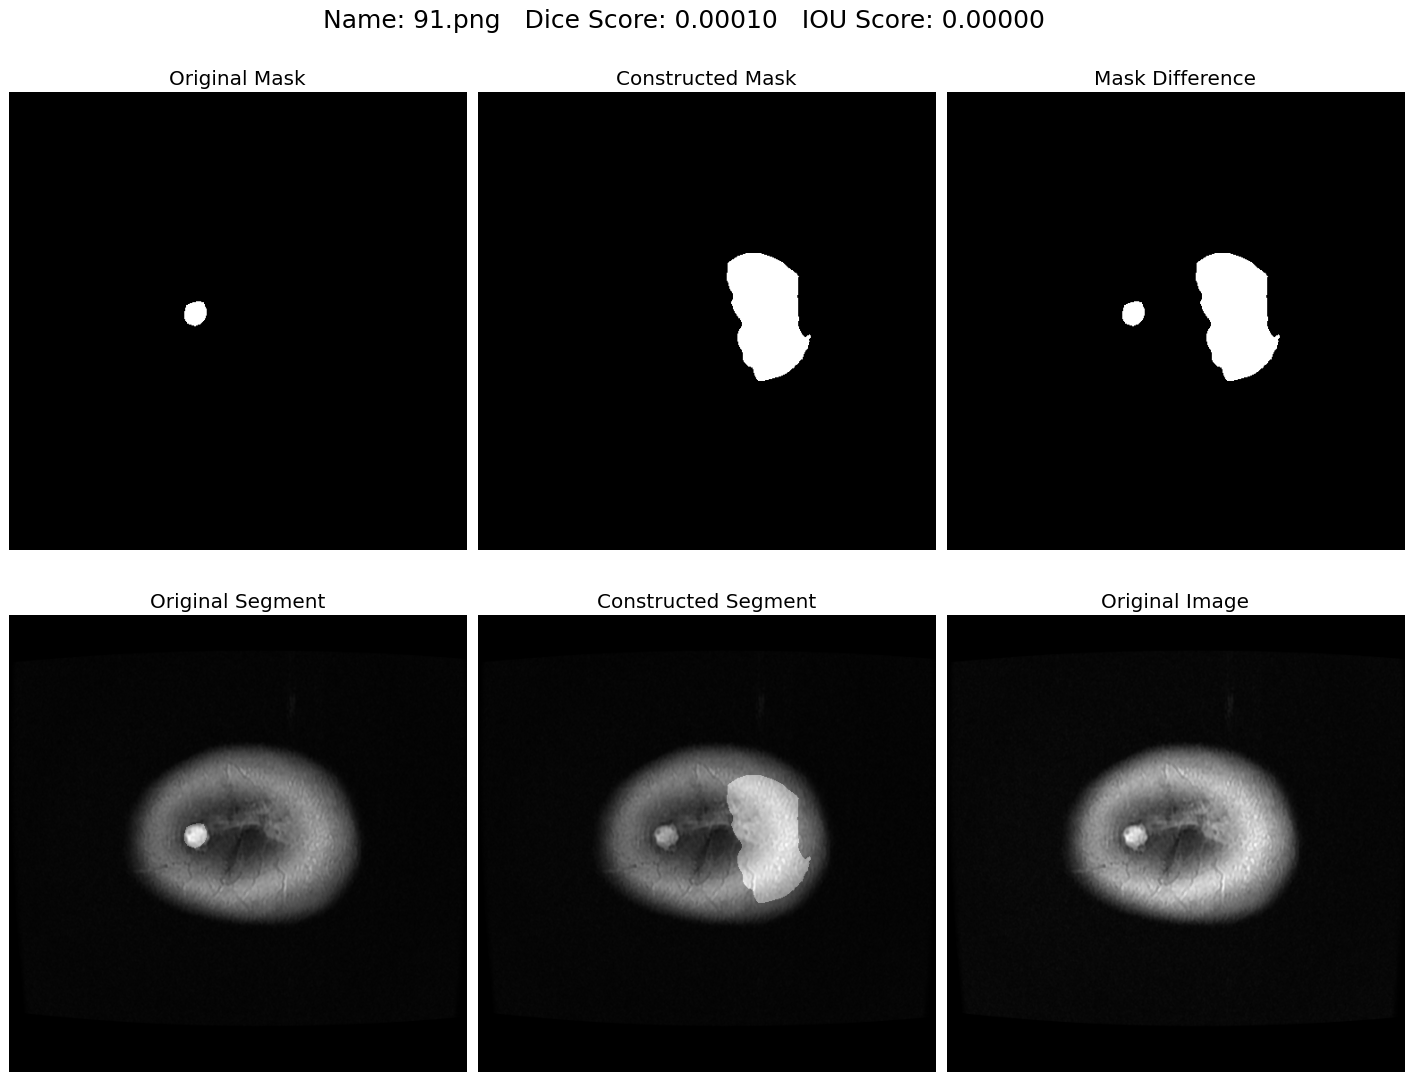 Name: 91.png   Dice Score: 0.00010   IOU Score: 0.00000
Original Mask
Constructed Mask
Mask Difference
Original Segment
Constructed Segment
Original Image